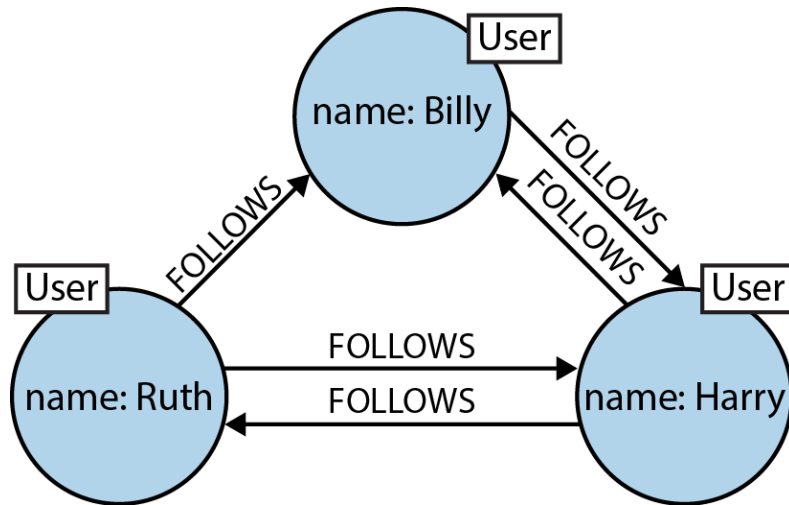 User
name: Billy
FOLLOWS
FOLLOWS
FOLLOWS
User
User
FOLLOWS
name: Ruth
name: Harry
FOLLOWS